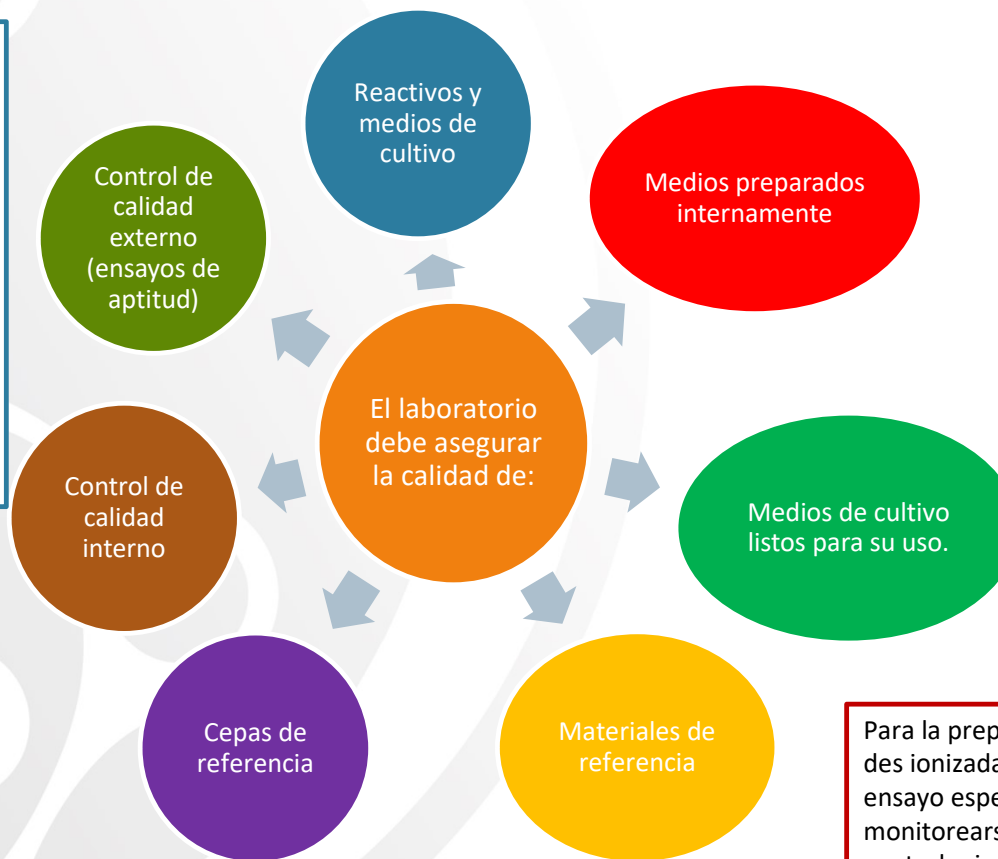 Reactivos y
medios de
cultivo
Medios preparados
internamente
Control de
calidad
externo
(ensayos de
aptitud)
El laboratorio
debe asegurar
la calidad de:
Medios de cultivo
listos para su uso.
Control de
calidad
interno
Cepas de
referencia
Materiales de
referencia
Para la prep
des ionizada
ensayo espe
monitorears